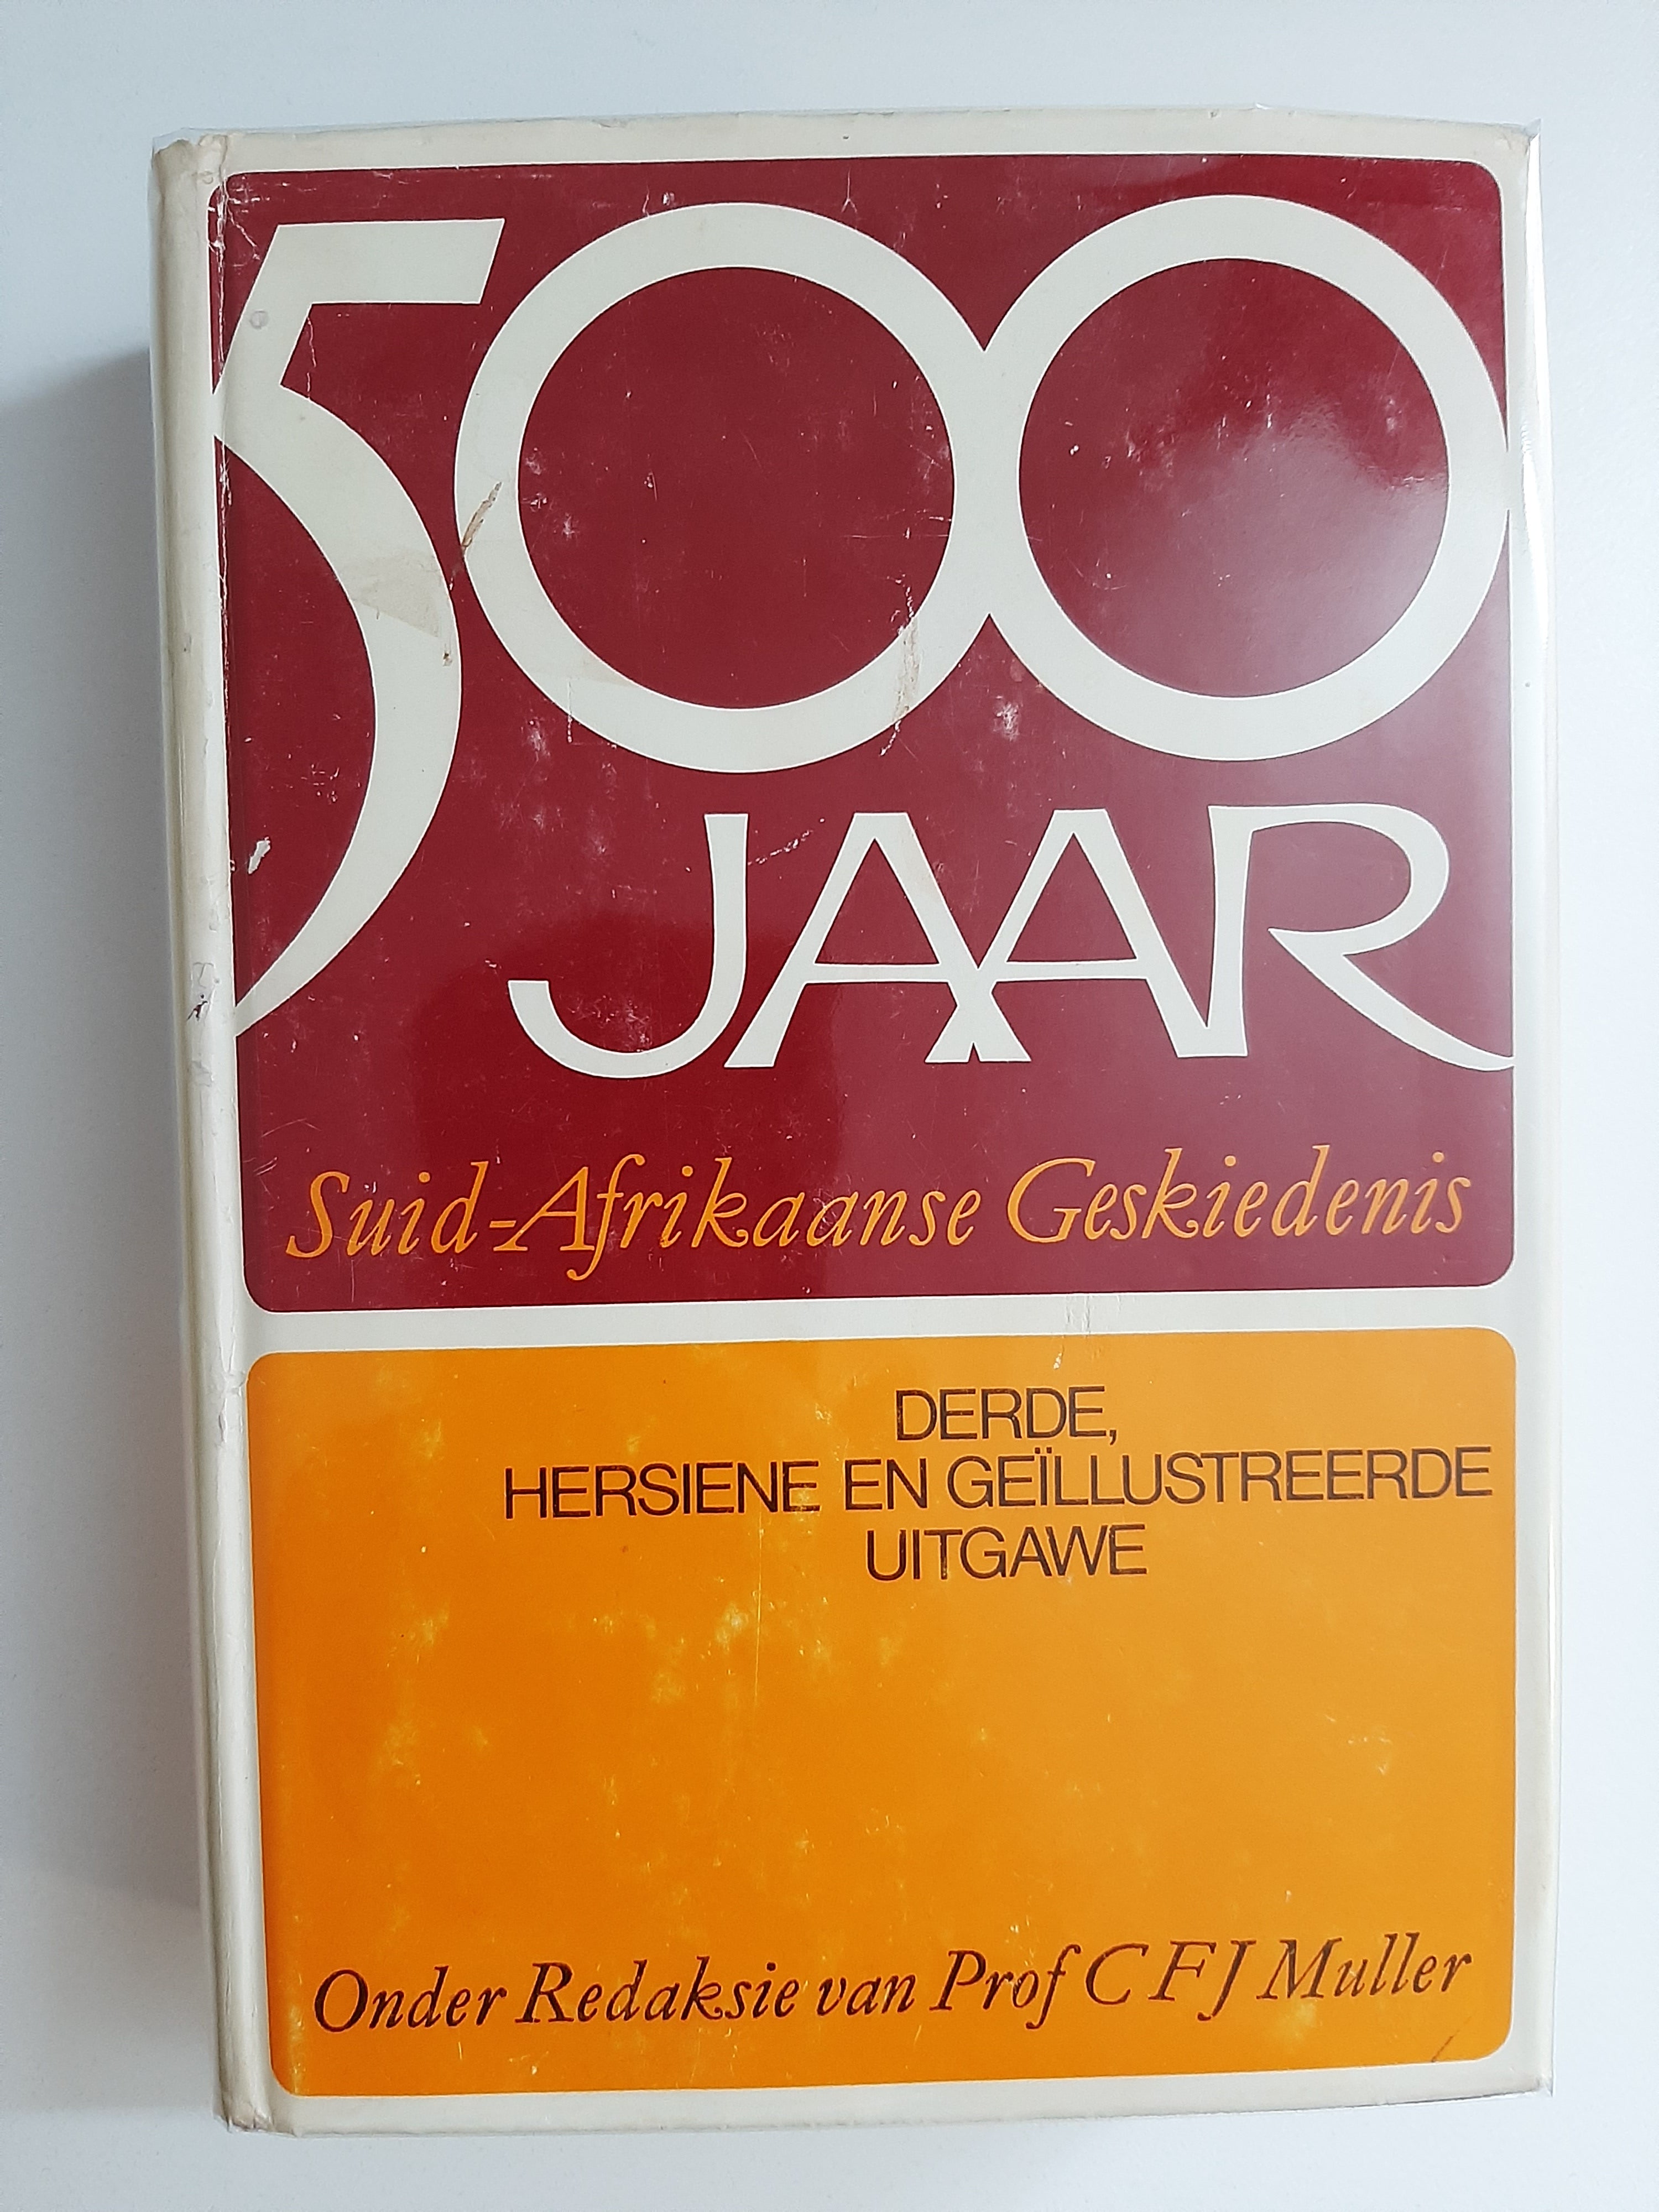 500
JAAR
Suid-Afrikaanse Geskiedenis
DERDE,
HERSIENE EN GEÏLLUSTREERDE
UITGAWE
Onder Redaksie van Prof C F J Muller